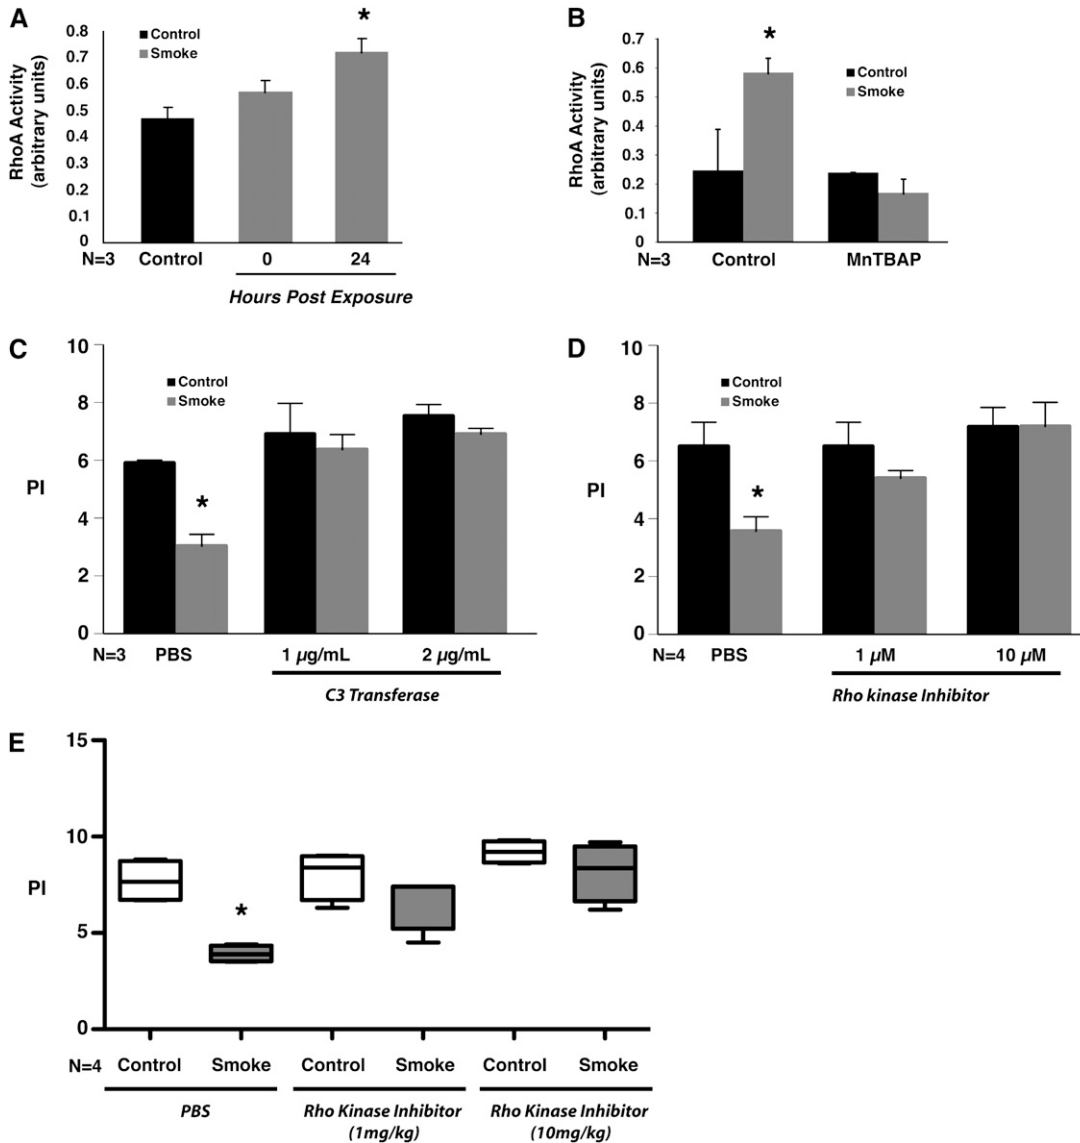 A
RhoA Activity
(arbitrary units)
0.8
0.7
0.6
0.5
0.4
0.3
0.2
0.1
0
Control
Smoke
*
N=3 Control 0 24
Hours Post Exposure
B
RhoA Activity
(arbitrary units)
0.7
0.6
0.5
0.4
0.3
0.2
0.1
0
*
Control
Smoke
N=3 Control MnTBAP
C
PI
10
8
6
4
2
0
Control
Smoke
*
N=3 PBS 1 µg/mL 2 µg/mL
C3 Transferase
D
PI
10
8
6
4
2
0
Control
Smoke
*
N=4 PBS 1 µM 10 µM
Rho kinase Inhibitor
E
PI
15
10
5
0
*
N=4 Control Smoke Control Smoke Control Smoke
PBS Rho Kinase Inhibitor Rho Kinase Inhibitor
(1mg/kg) (10mg/kg)